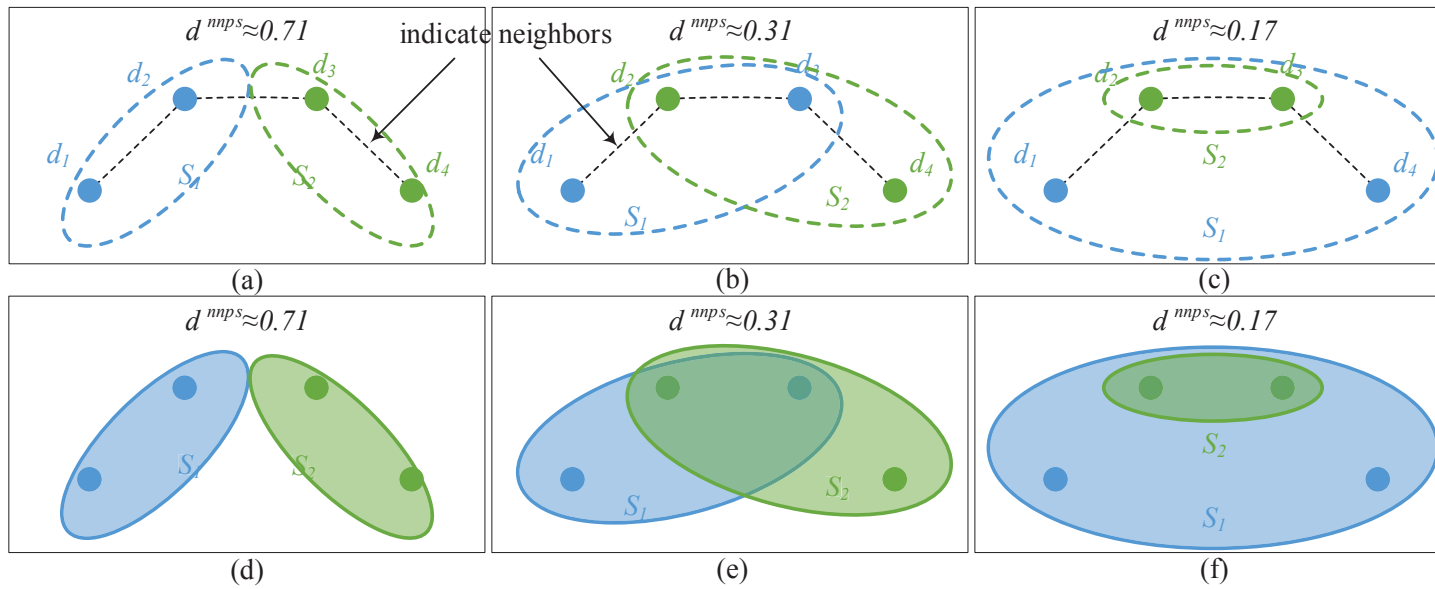 d ⁿⁿᵖˢ≈0.71
indicate neighbors
d ⁿⁿᵖˢ≈0.31
d ⁿⁿᵖˢ≈0.17
d₂
d₃
d₁
d₄
S₁
S₂
d₂
d₃
d₁
d₄
S₁
S₂
d₂
d₃
d₁
d₄
S₂
S₁
(a)
(b)
(c)
d ⁿⁿᵖˢ≈0.71
d ⁿⁿᵖˢ≈0.31
d ⁿⁿᵖˢ≈0.17
S₁
S₂
S₁
S₂
S₂
S₁
(d)
(e)
(f)